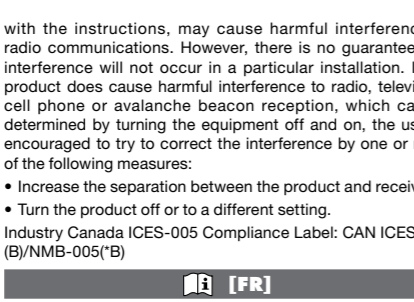 with the instructions, may cause harmful interferenc
radio communications. However, there is no guarantee
interference will not occur in a particular installation.
product does cause harmful interference to radio, televi
cell phone or avalanche beacon reception, which ca
determined by turning the equipment off and on, the us
encouraged to try to correct the interference by one or
of the following measures:
• Increase the separation between the product and receiv
• Turn the product off or to a different setting.
Industry Canada ICES-005 Compliance Label: CAN ICES
(B)/NMB-005(*B)
[FR]